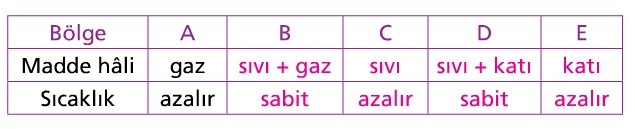 Bölge A B C D E
Madde hâli gaz sıvı + gaz sıvı sıvı + katı katı
Sıcaklık azalır sabit azalır sabit azalır